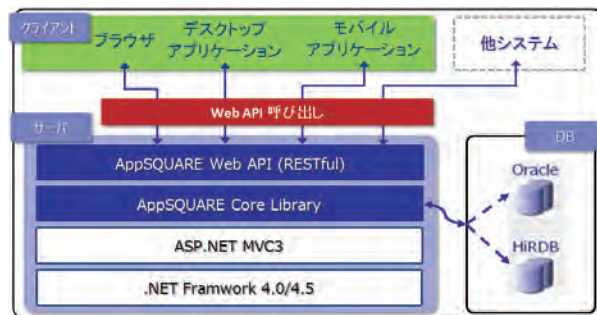 クライアント
ブラウザ
デスクトップ
アプリケーション
モバイル
アプリケーション
他システム
Web API 呼び出し
サーバ
AppSQUARE Web API (RESTful)
AppSQUARE Core Library
ASP.NET MVC3
.NET Framwork 4.0/4.5
DB
Oracle
HiRDB